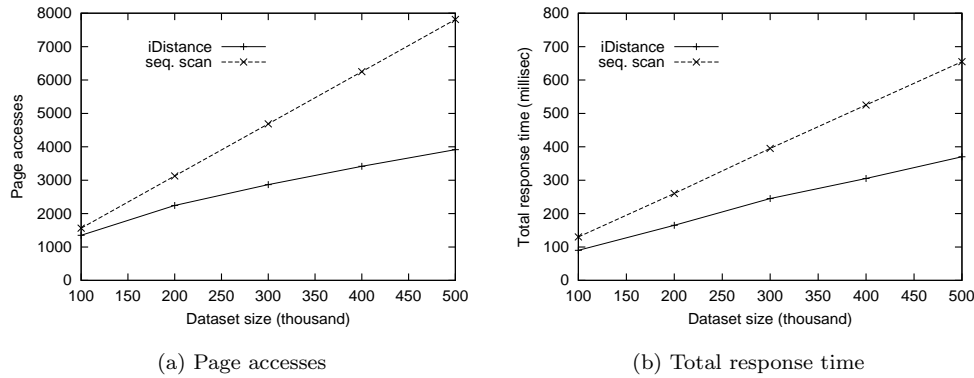 8000
7000
6000
5000
4000
3000
2000
1000
0
Page accesses
iDistance
seq. scan
100 150 200 250 300 350 400 450 500
Dataset size (thousand)
(a) Page accesses
800
700
600
500
400
300
200
100
0
Total response time (millisec)
iDistance
seq. scan
100 150 200 250 300 350 400 450 500
Dataset size (thousand)
(b) Total response time